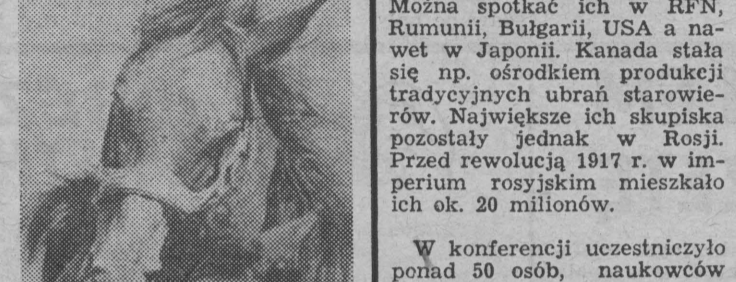 Można spotkać ich w RFN,
Rumunii, Bułgarii, USA a na-
wet w Japonii. Kanada stała
się np. ośrodkiem produkcji
tradycyjnych ubrań starowie-
rów. Największe ich skupiska
pozostały jednak w Rosji.
Przed rewolucją 1917 r. w im-
perium rosyjskim mieszkało
ich ok. 20 milionów.
W konferencji uczestniczyło
ponad 50 osób, naukowców